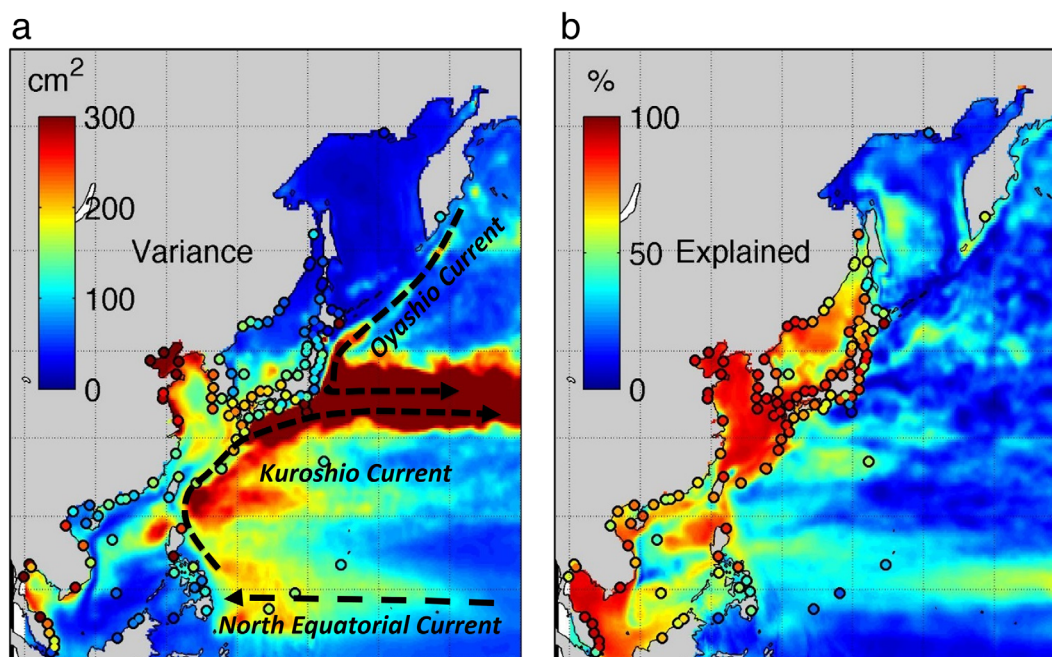 a
cm²
300
200
100
0
Variance
Oyashio Current
Kuroshio Current
North Equatorial Current
b
%
100
50
0
Explained